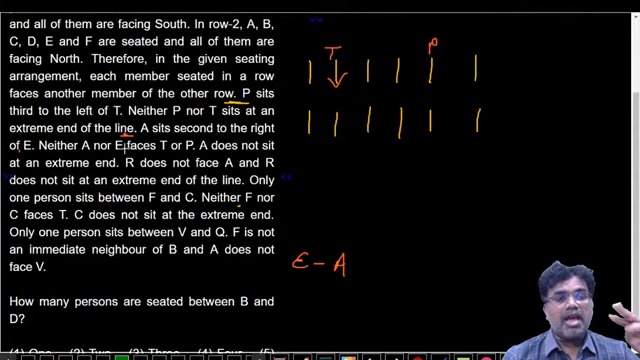 and all of them are facing South. In row-2, A, B,
C, D, E and F are seated and all of them are
facing North. Therefore, in the given seating
arrangement, each member seated in a row
faces another member of the other row. P sits
third to the left of T. Neither P nor T sits at an
extreme end of the line. A sits second to the right
of E. Neither A nor E faces T or P. A does not sit
at an extreme end. R does not face A and R
does not sit at an extreme end of the line. Only
one person sits between F and C. Neither F nor
C faces T. C does not sit at the extreme end.
Only one person sits between V and Q. F is not
an immediate neighbour of B and A does not
face V.
How many persons are seated between B and
D?
T
P
E - A